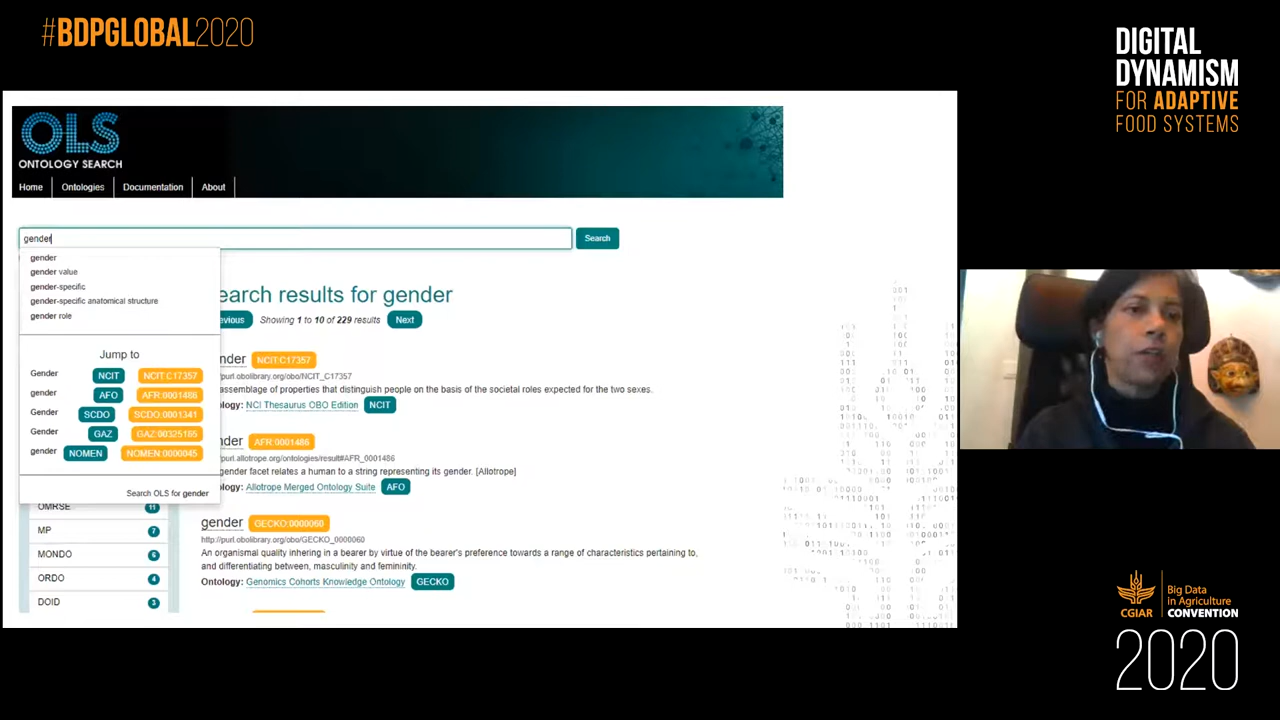 #BDPGLOBAL2020
DIGITAL
DYNAMISM
FOR ADAPTIVE
FOOD SYSTEMS
OLS
ONTOLOGY SEARCH
Home Ontologies Documentation About
gender Search
gender
gender value
gender-specific
gender-specific anatomical structure
gender role
Jump to
Gender NCIT NCIT:C17357
gender AFO AFR:0001486
Gender SCDO SCDO:0001341
Gender GAZ GAZ:00325165
gender NOMEN NOMEN:0000045
Search OLS for gender
OMRSE 11
MP 7
MONDO 6
ORDO 4
DOID 3
earch results for gender
evious Showing 1 to 10 of 229 results Next
nder NCIT:C17357
/purl.obolibrary.org/obo/NCIT_C17357
assemblage of properties that distinguish people on the basis of the societal roles expected for the two sexes.
logy: NCI Thesaurus OBO Edition NCIT
nder AFR:0001486
/purl.allotrope.org/ontologies/result#AFR_0001486
gender facet relates a human to a string representing its gender. [Allotrope]
logy: Allotrope Merged Ontology Suite AFO
gender GECKO:0000060
http://purl.obolibrary.org/obo/GECKO_0000060
An organismal quality inhering in a bearer by virtue of the bearer's preference towards a range of characteristics pertaining to,
and differentiating between, masculinity and femininity.
Ontology: Genomics Cohorts Knowledge Ontology GECKO
CGIAR
Big Data
in Agriculture
CONVENTION
2020